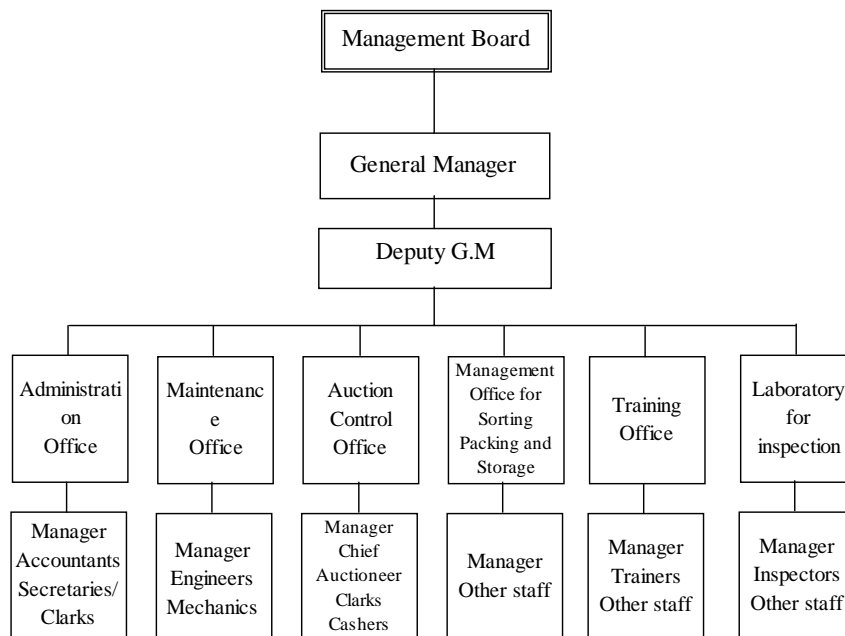 Management Board
General Manager
Deputy G.M
Administrati
on
Office
Maintenanc
e
Office
Auction
Control
Office
Management
Office for
Sorting
Packing and
Storage
Training
Office
Laboratory
for
inspection
Manager
Accountants
Secretaries/
Clarks
Manager
Engineers
Mechanics
Manager
Chief
Auctioneer
Clarks
Cashers
Manager
Other staff
Manager
Trainers
Other staff
Manager
Inspectors
Other staff